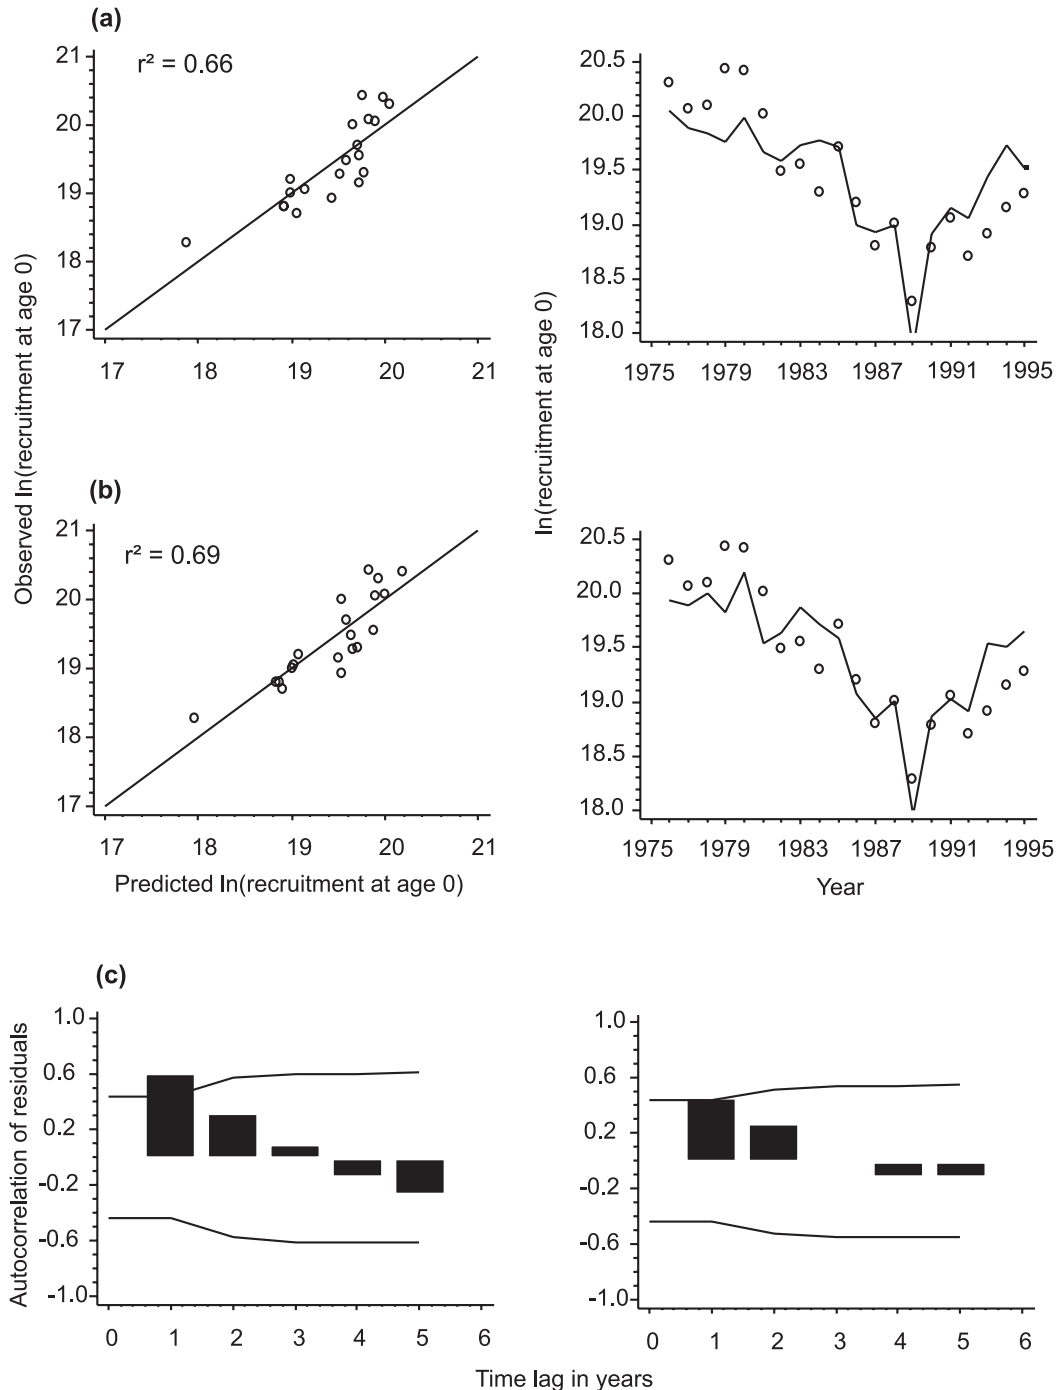 (a)
Observed ln(recruitment at age 0)
r² = 0.66
21
20
19
18
17
17 18 19 20 21
ln(recruitment at age 0)
20.5
20.0
19.5
19.0
18.5
18.0
1975 1979 1983 1987 1991 1995
(b)
r² = 0.69
21
20
19
18
17
17 18 19 20 21
Predicted ln(recruitment at age 0)
20.5
20.0
19.5
19.0
18.5
18.0
1975 1979 1983 1987 1991 1995
Year
(c)
Autocorrelation of residuals
1.0
0.6
0.2
-0.2
-0.6
-1.0
0 1 2 3 4 5 6
1.0
0.6
0.2
-0.2
-0.6
-1.0
0 1 2 3 4 5 6
Time lag in years